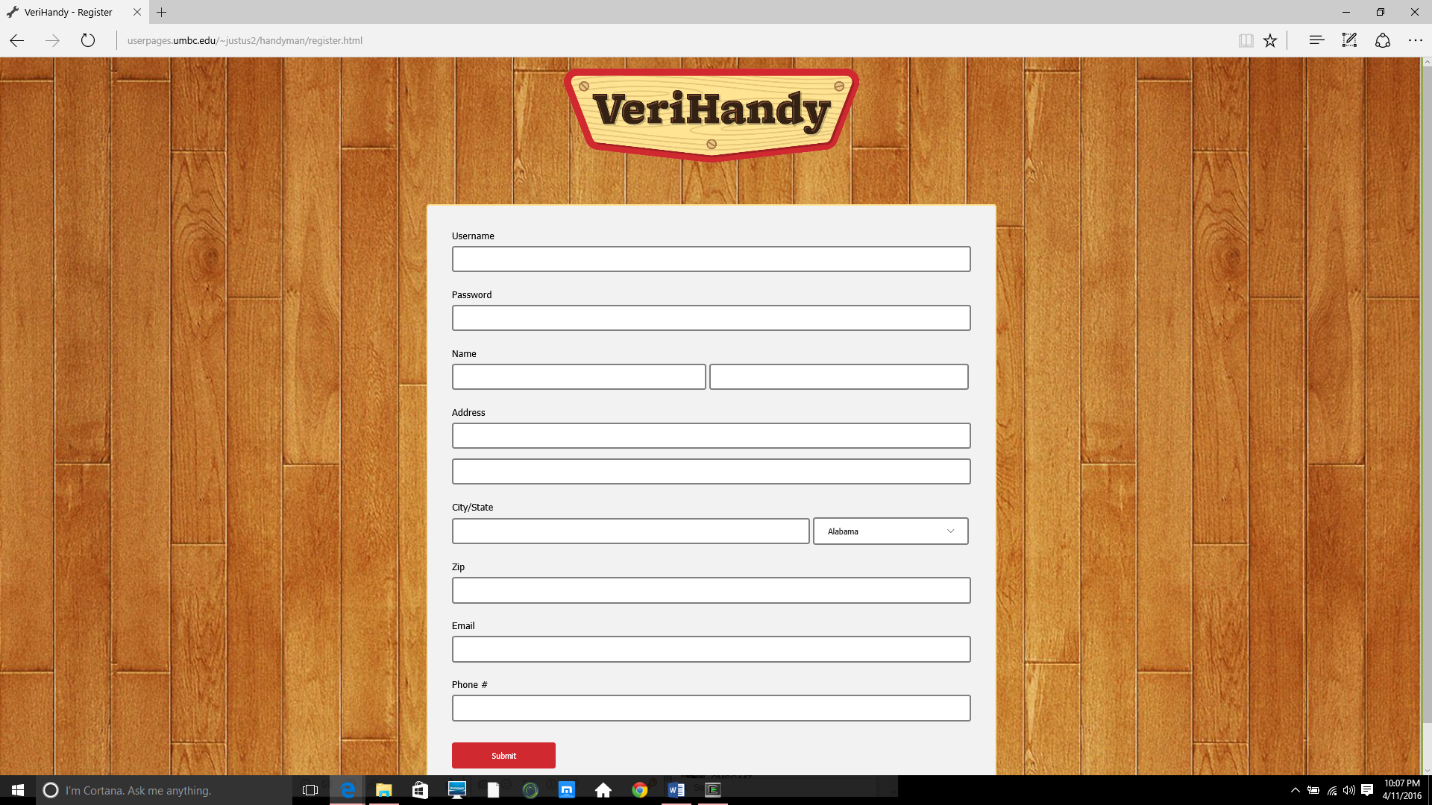 VeriHandy - Register
userpages.umbc.edu/~justus2/handyman/register.html
VeriHandy
Username
Password
Name
Address
City/State
Alabama
Zip
Email
Phone #
Submit
I'm Cortana. Ask me anything.
10:07 PM
4/11/2016